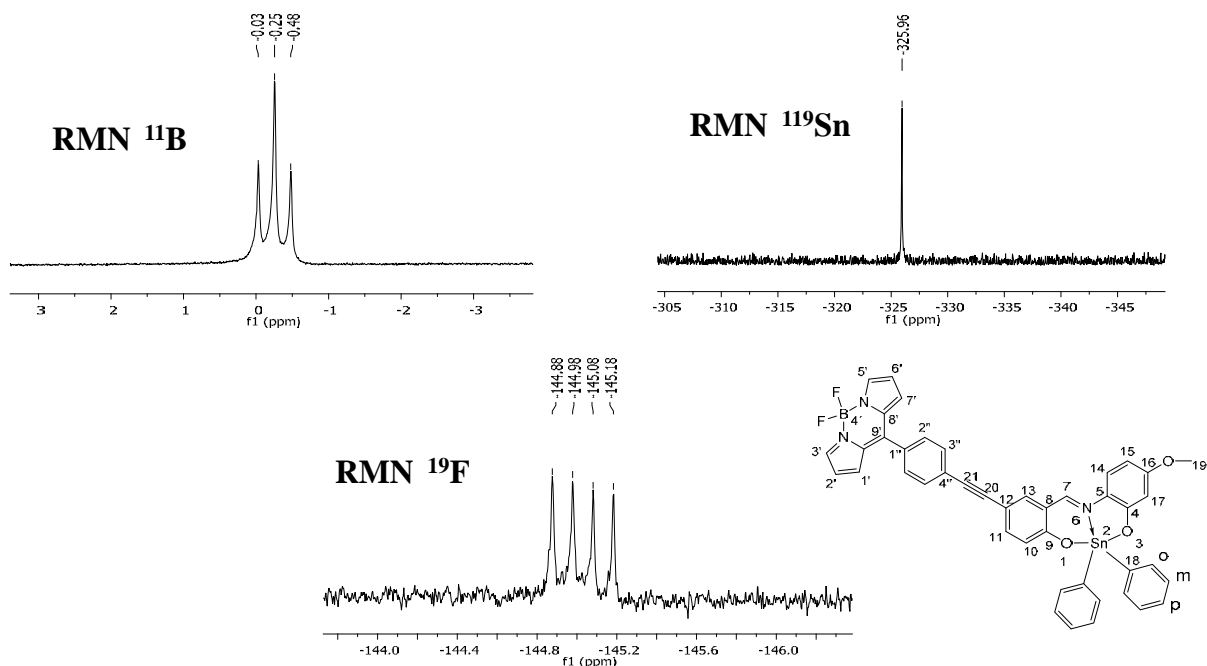 -0.03
-0.25
-0.48
RMN ¹¹B
3 2 1 0 -1 -2 -3
f1 (ppm)
-325.96
RMN ¹¹⁹Sn
-305 -310 -315 -320 -325 -330 -335 -340 -345
f1 (ppm)
-144.88
-144.98
-145.08
-145.18
RMN ¹⁹F
-144.0 -144.4 -144.8 -145.2 -145.6 -146.0
f1 (ppm)
5' 6'
F N 7'
B 4' 8'
F 9' 2''
N 3''
3' 1''
2' 1' 4''
21 20
12 13 8 7
11 10 9
N 6 5 14 15 16 O 19
17 4
O 1 Sn 2 O 3
18 o
m
p